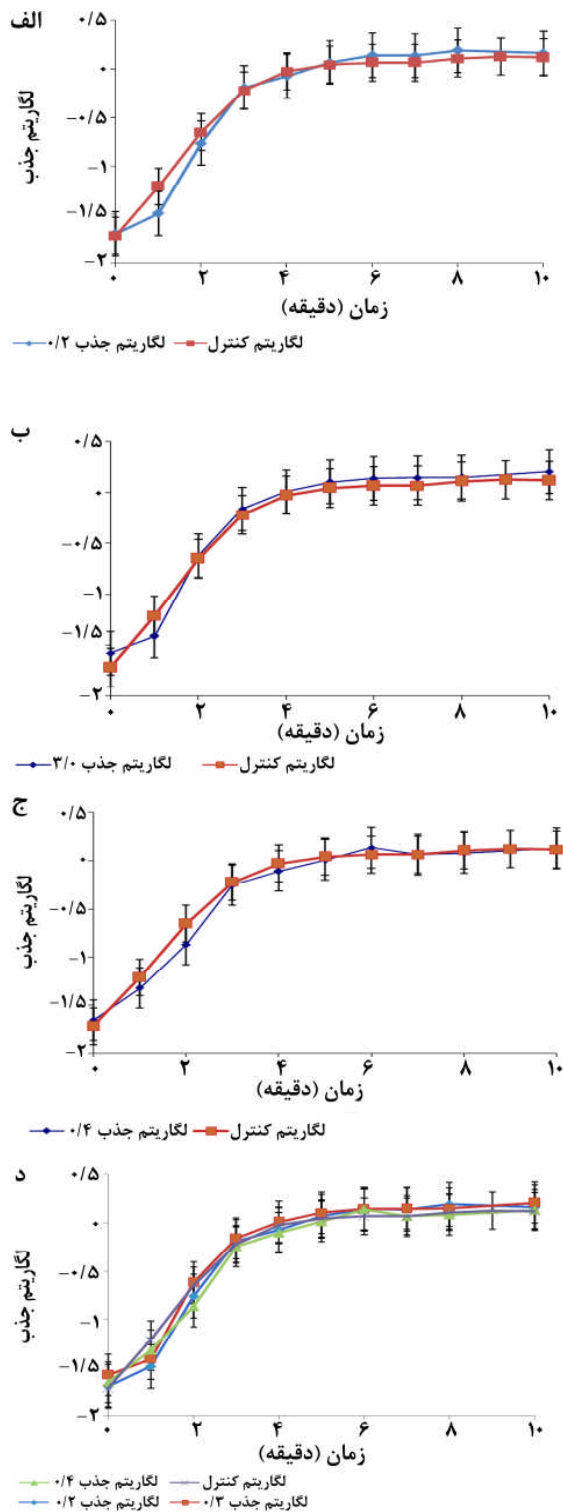 الف
۰/۵
۰
-۰/۵
-۱
-۱/۵
-۲
لگاریتم جذب
۰ ۲ ۴ ۶ ۸ ۱۰
زمان (دقیقه)
لگاریتم جذب ۰/۲ لگاریتم کنترل
ب
۰/۵
۰
-۰/۵
-۱
-۱/۵
-۲
لگاریتم جذب
۰ ۲ ۴ ۶ ۸ ۱۰
زمان (دقیقه)
لگاریتم جذب ۳/۰ لگاریتم کنترل
ج
۰/۵
۰
-۰/۵
-۱
-۱/۵
-۲
لگاریتم جذب
۰ ۲ ۴ ۶ ۸ ۱۰
زمان (دقیقه)
لگاریتم جذب ۰/۴ لگاریتم کنترل
۰/۵
۰
-۰/۵
-۱
-۱/۵
-۲
لگاریتم جذب
۰ ۲ ۴ ۶ ۸ ۱۰
زمان (دقیقه)
لگاریتم جذب ۰/۴ لگاریتم کنترل
لگاریتم جذب ۰/۲ لگاریتم جذب ۰/۳